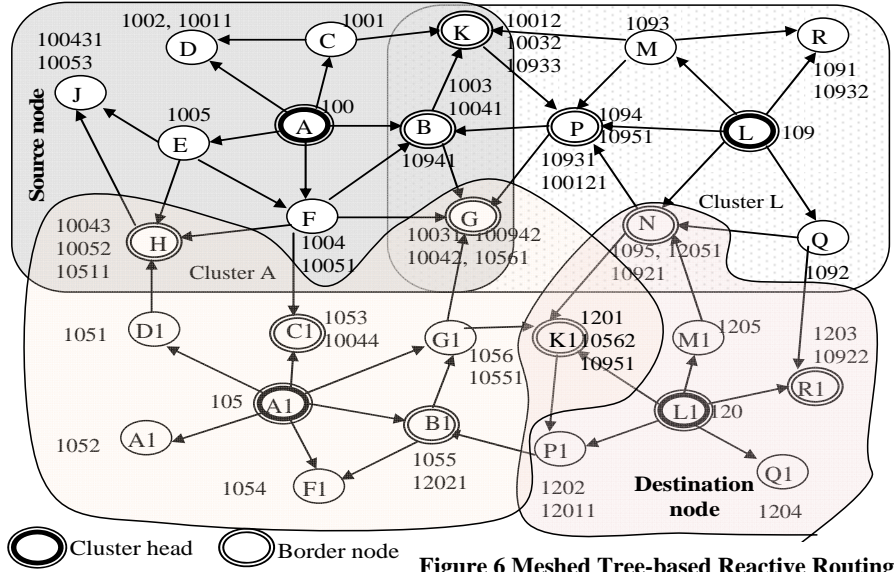 1002, 10011
1001
10012
10032
10933
1093
D
C
K
M
R
100431
10053
J
1091
10932
1003
10041
100
1005
Source node
A
B
P
1094
10951
L
109
E
10941
10931
100121
Cluster L
F
G
N
10043
10052
10511
H
1004
10051
10031, 100942
10042, 10561
1095, 12051
10921
Q
1092
Cluster A
1051
D1
C1
1053
10044
G1
1056
10551
K1
1201
10562
10951
M1
1205
1203
10922
R1
105
A1
B1
L1
120
1052
A1
1055
12021
P1
1054
F1
Q1
1202
12011
Destination
node
1204
Cluster head
Border node
Figure 6 Meshed Tree-based Reactive Routing